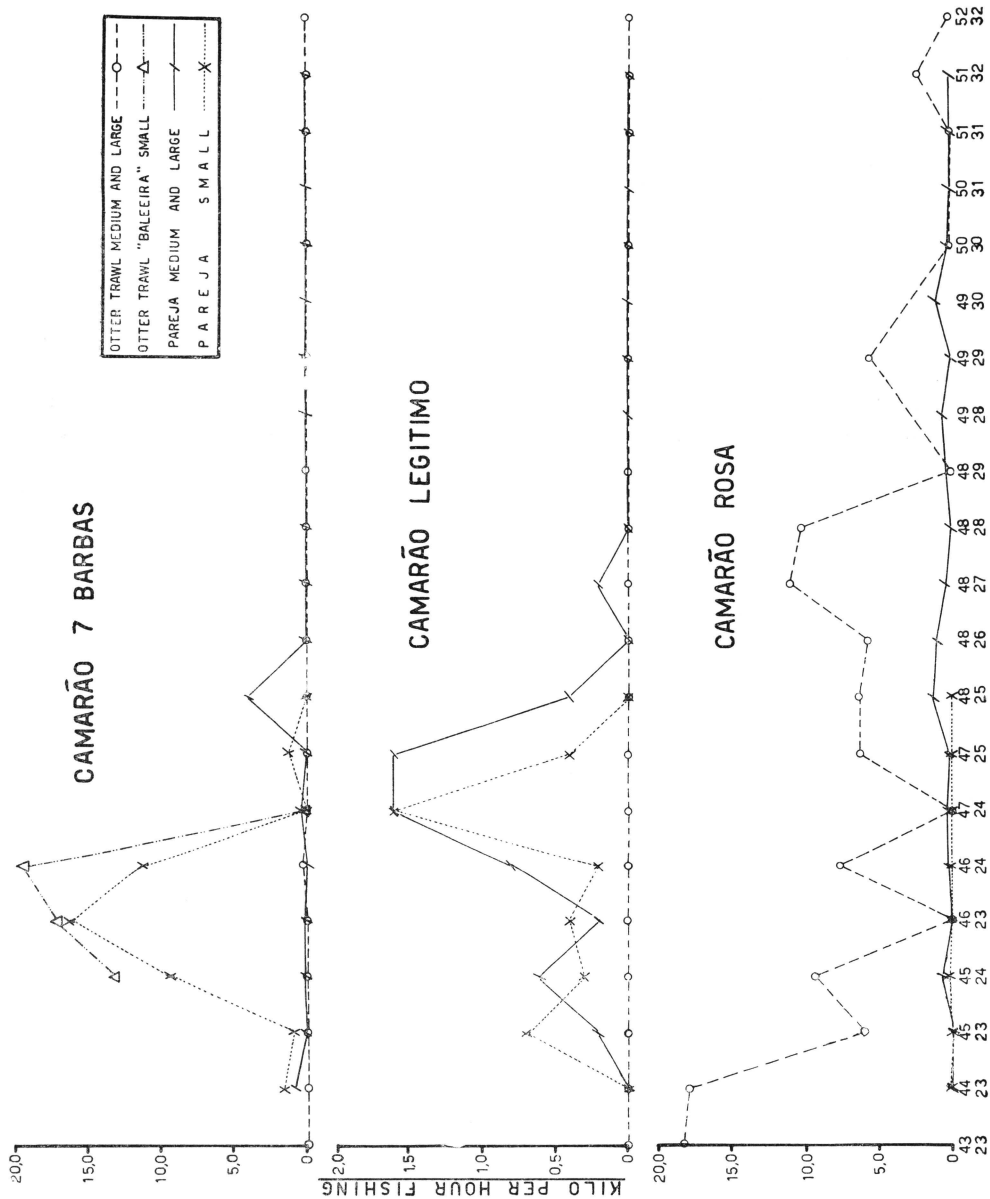 OTTER TRAWL MEDIUM AND LARGE
OTTER TRAWL "BALEEIRA" SMALL
PAREJA MEDIUM AND LARGE
PAREJA SMALL
CAMARÃO 7 BARBAS
20,0
15,0
10,0
5,0
0
CAMARÃO LEGITIMO
KILO PER HOUR FISHING
2,0
1,5
1,0
0,5
0
CAMARÃO ROSA
20,0
15,0
10,0
5,0
0
43 44 45 45 46 46 47 47 48 48 48 48 48 49 49 49 50 50 51 51 52
23 23 23 24 23 24 24 25 25 26 27 28 29 28 29 30 30 31 31 32 32